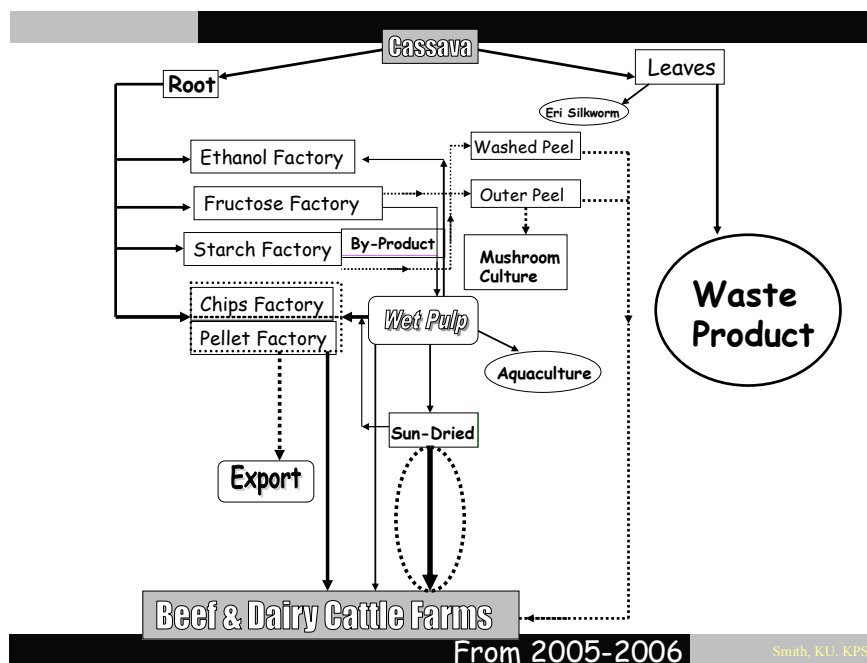 Cassava
Root
Leaves
Eri Silkworm
Ethanol Factory
Washed Peel
Fructose Factory
Outer Peel
Starch Factory
By-Product
Mushroom
Culture
Waste
Product
Chips Factory
Wet Pulp
Pellet Factory
Aquaculture
Sun-Dried
Export
Beef & Dairy Cattle Farms
From 2005-2006
Smith, KU. KPS